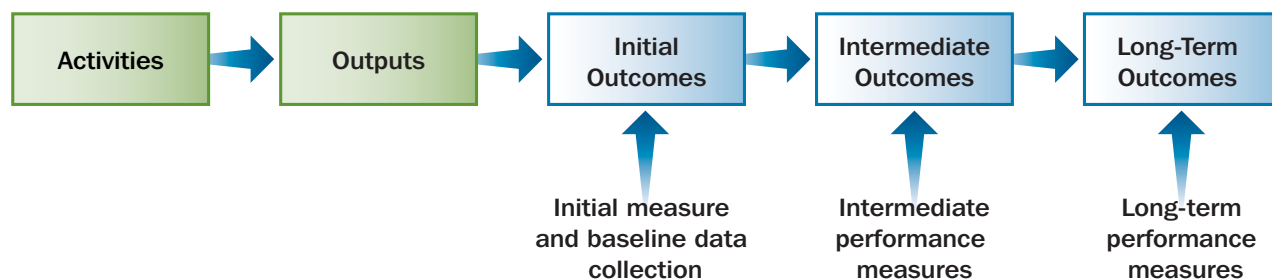 Activities
Outputs
Initial
Outcomes
Intermediate
Outcomes
Long-Term
Outcomes
Initial measure
and baseline data
collection
Intermediate
performance
measures
Long-term
performance
measures